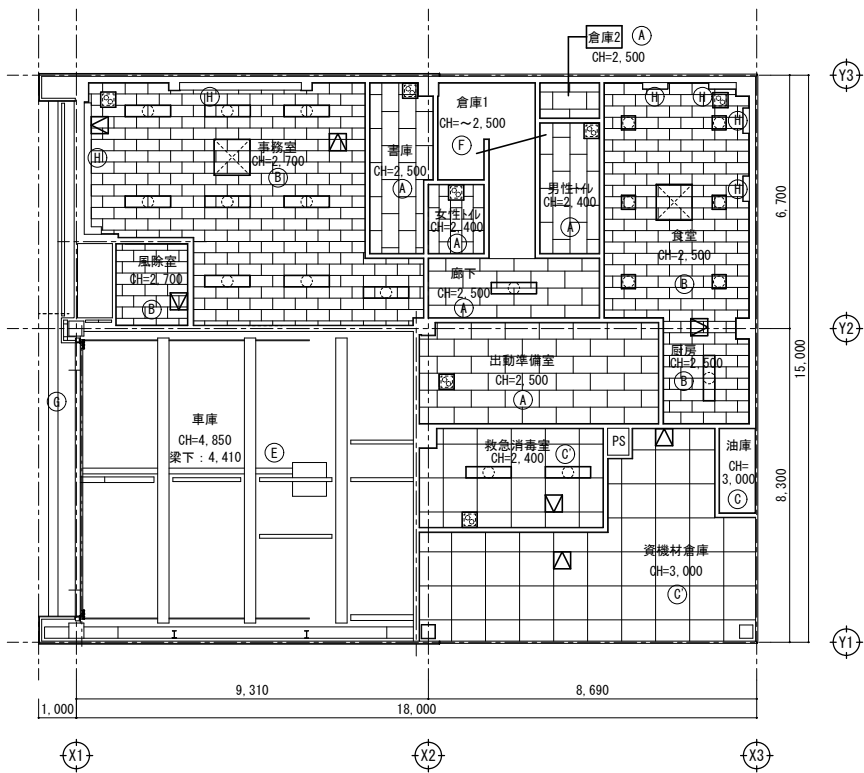 倉庫2 A
CH=2,500
Y3
H
H
H
倉庫1
CH=～2,500
F
H
事務室
CH=2,700
B
H
書庫
CH=2,500
A
男性トイレ
CH=2,400
A
H
女性トイレ
CH=2,400
A
食堂
CH=2,500
B
6,700
風除室
CH=2,700
B'
廊下
CH=2,500
A
Y2
厨房
CH=2,500
B
出動準備室
CH=2,500
A
15,000
G
車庫
CH=4,850
梁下：4,410
E
救急消毒室
CH=2,400
C'
PS
油庫
CH=
3,000
C
8,300
資機材倉庫
CH=3,000
C'
Y1
9,310
8,690
1,000
18,000
X1
X2
X3